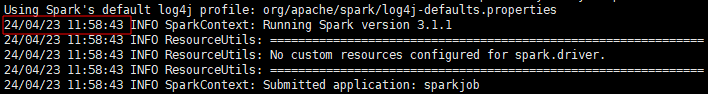 Using Spark's default log4j profile: org/apache/spark/log4j-defaults.properties
24/04/23 11:58:43 INFO SparkContext: Running Spark version 3.1.1
24/04/23 11:58:43 INFO ResourceUtils: ==============================================================
24/04/23 11:58:43 INFO ResourceUtils: No custom resources configured for spark.driver.
24/04/23 11:58:43 INFO ResourceUtils: ==============================================================
24/04/23 11:58:43 INFO SparkContext: Submitted application: sparkjob